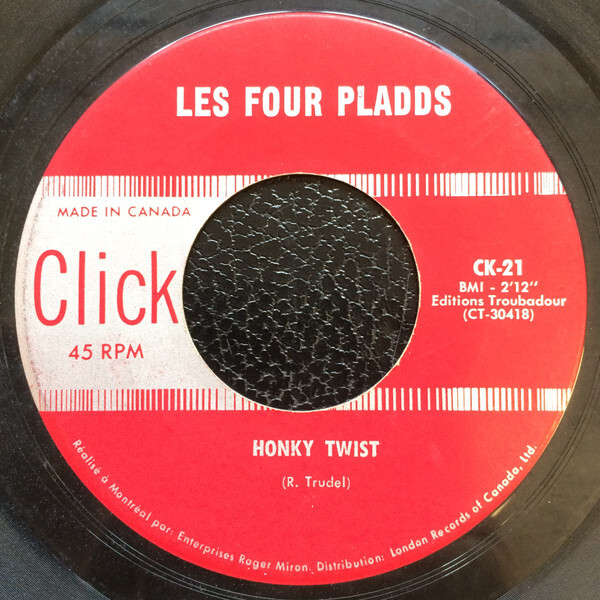 LES FOUR PLADDS
MADE IN CANADA
Click
45 RPM
CK-21
BMI - 2'12"
Editions Troubadour
(CT-30418)
HONKY TWIST
(R. Trudel)
Réalisé à Montréal par: Enterprises Roger Miron. Distribution: London Records of Canada, Ltd.